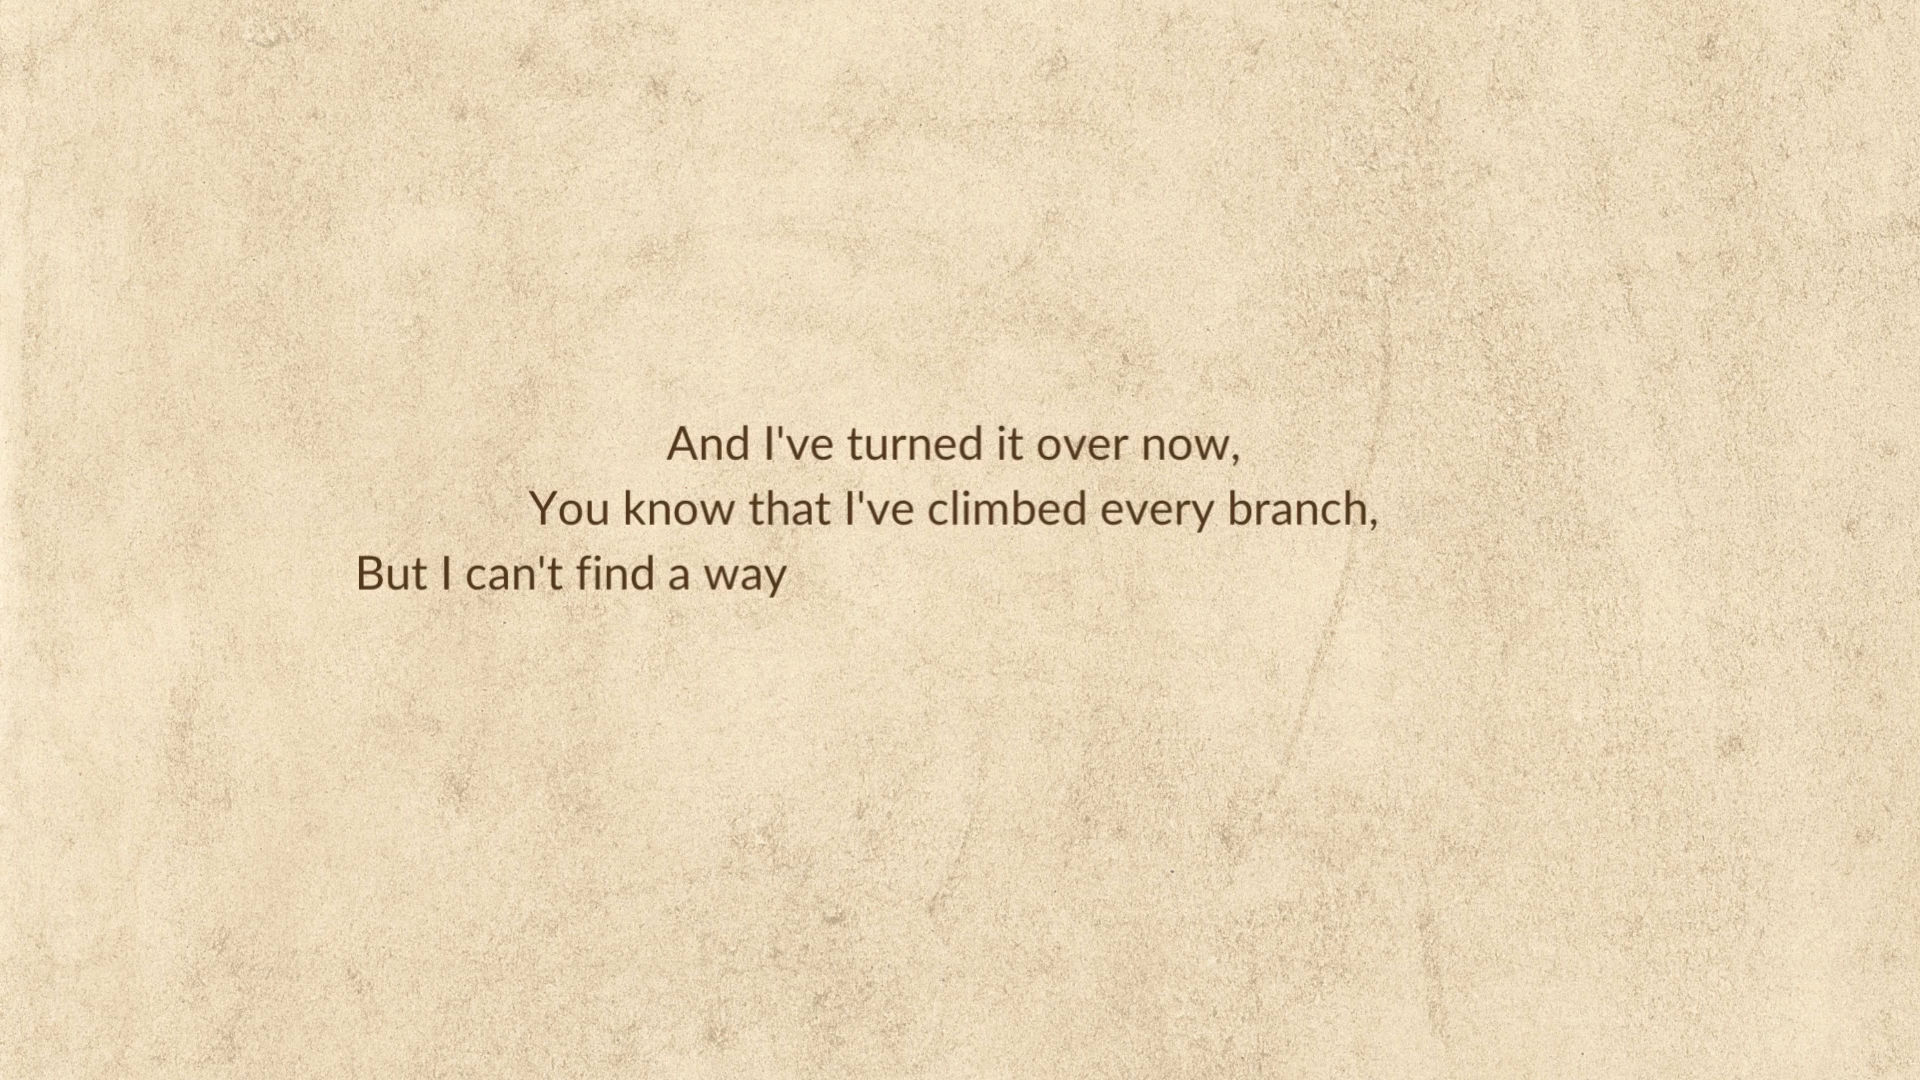 And I've turned it over now,
You know that I've climbed every branch,
But I can't find a way